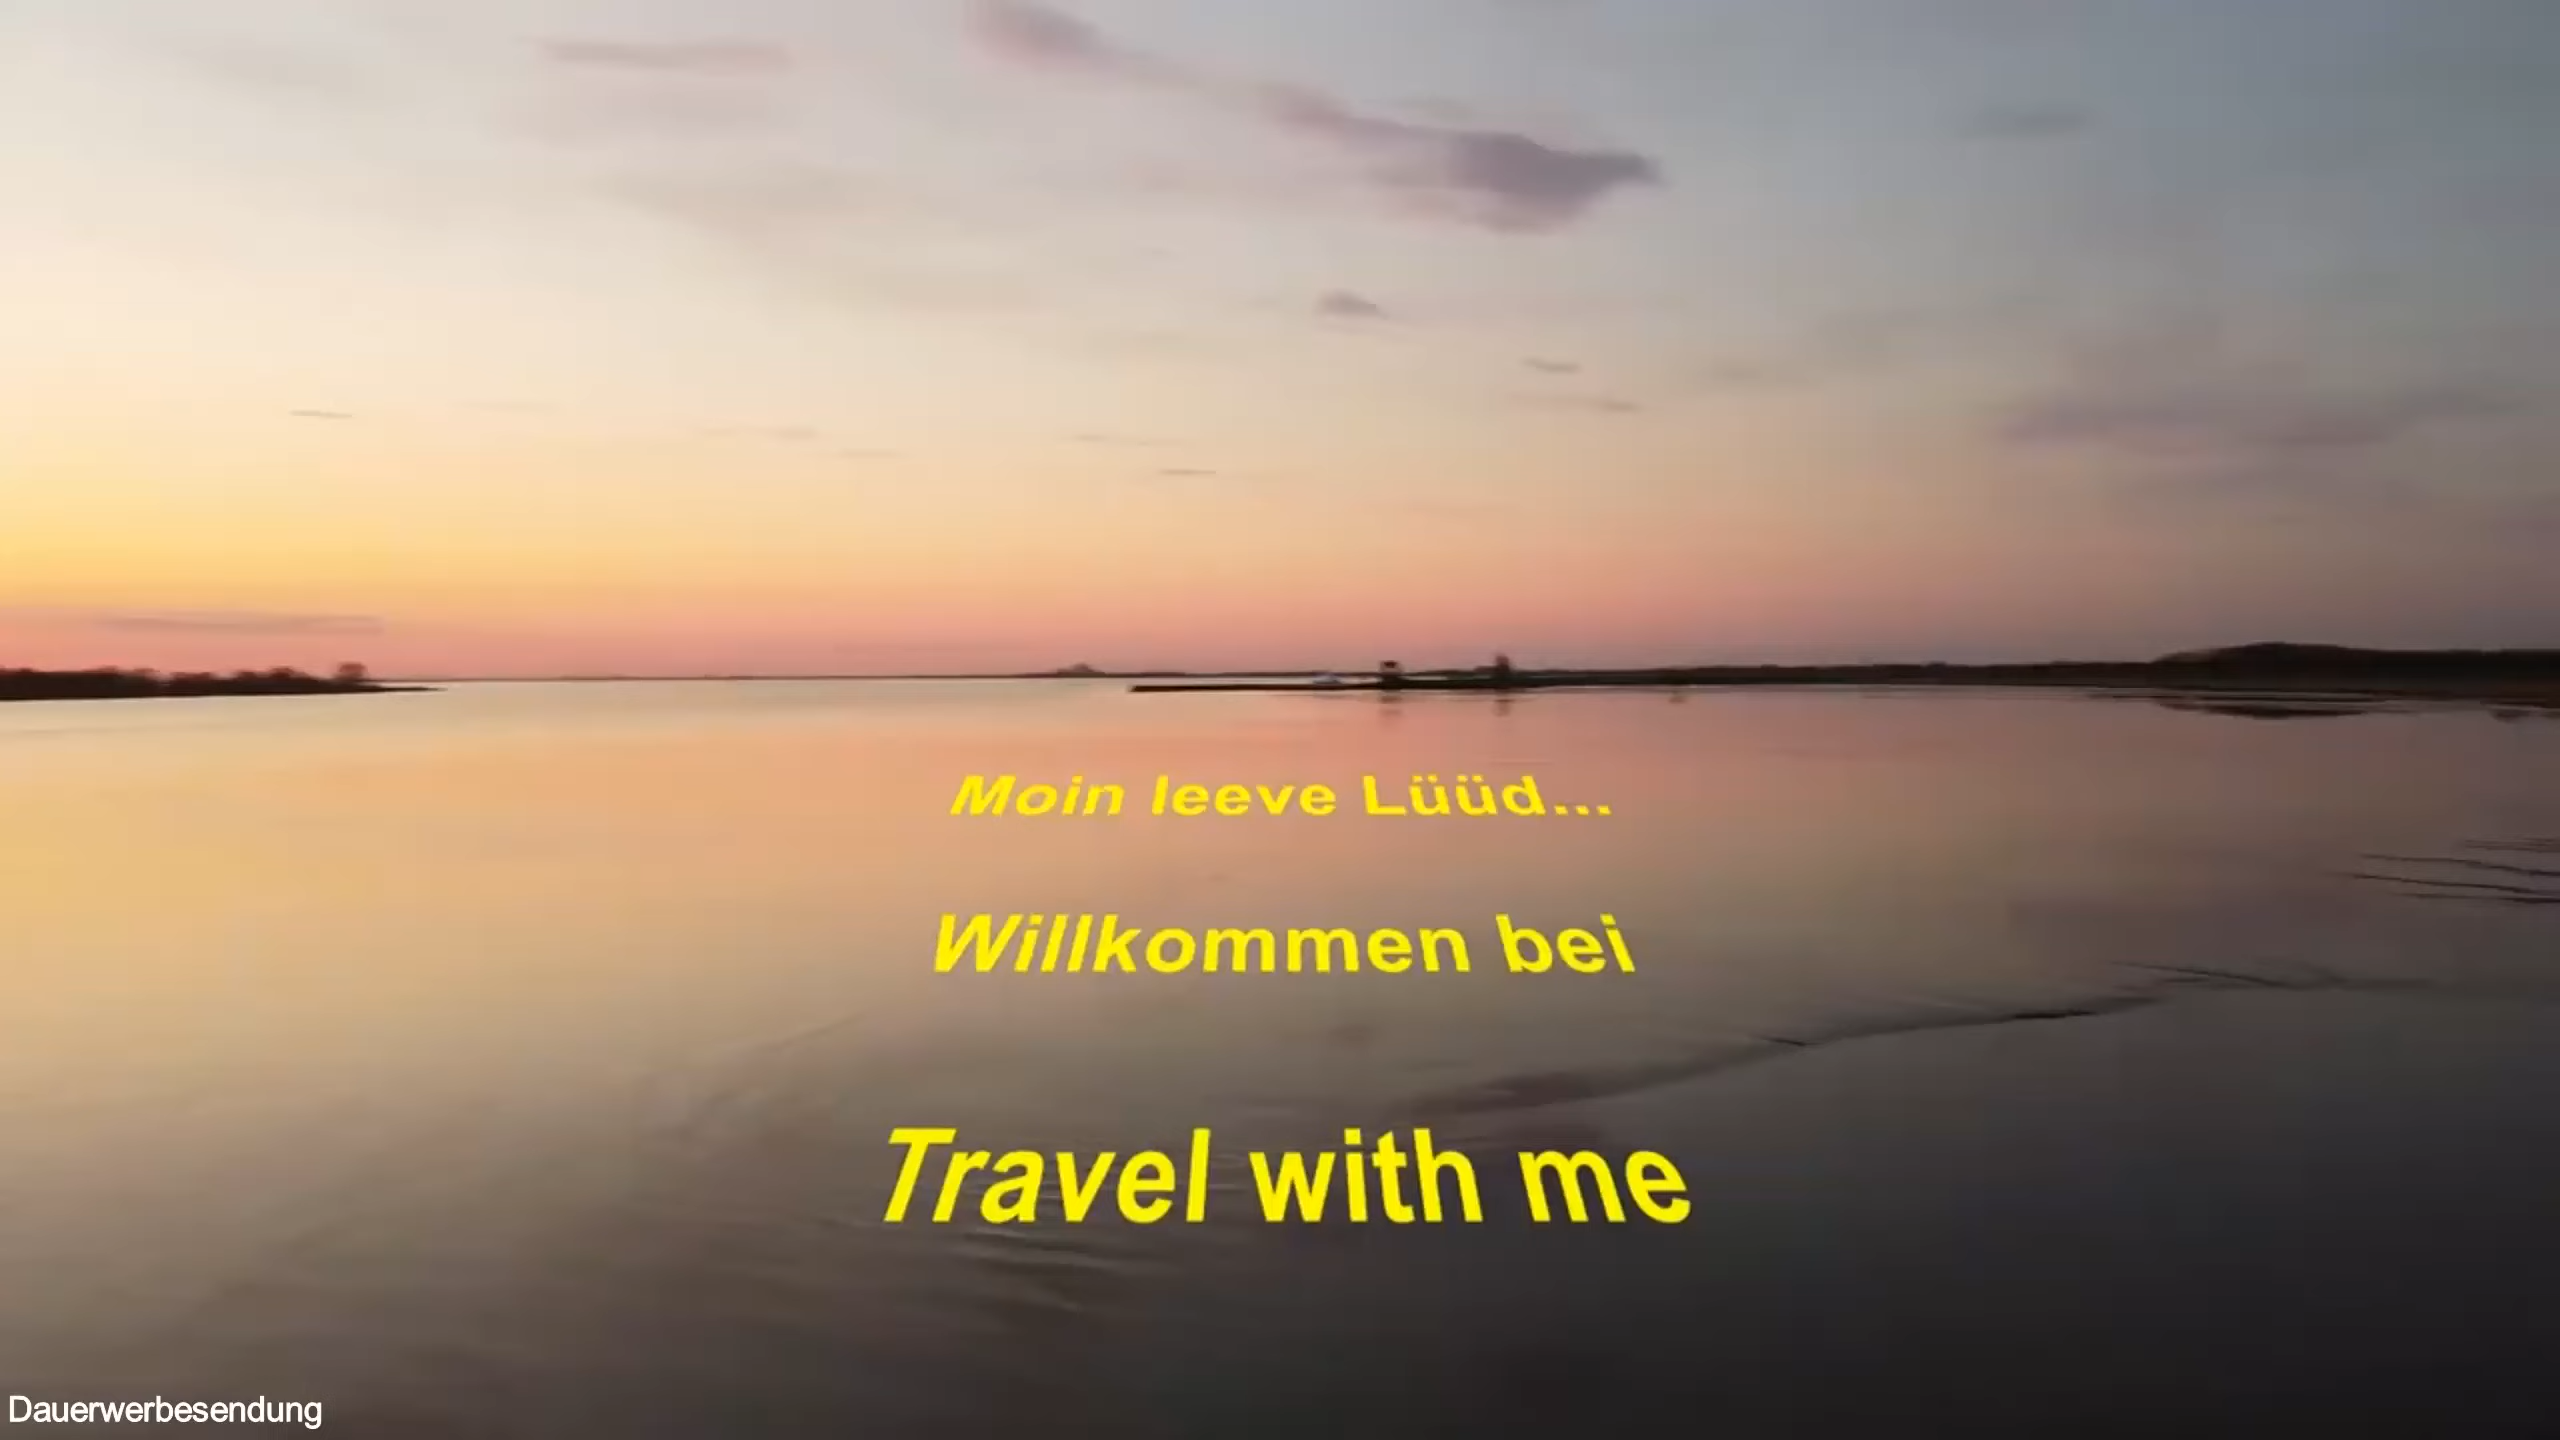 Moin leeve Lüüd...
Willkommen bei
Travel with me
Dauerwerbesendung